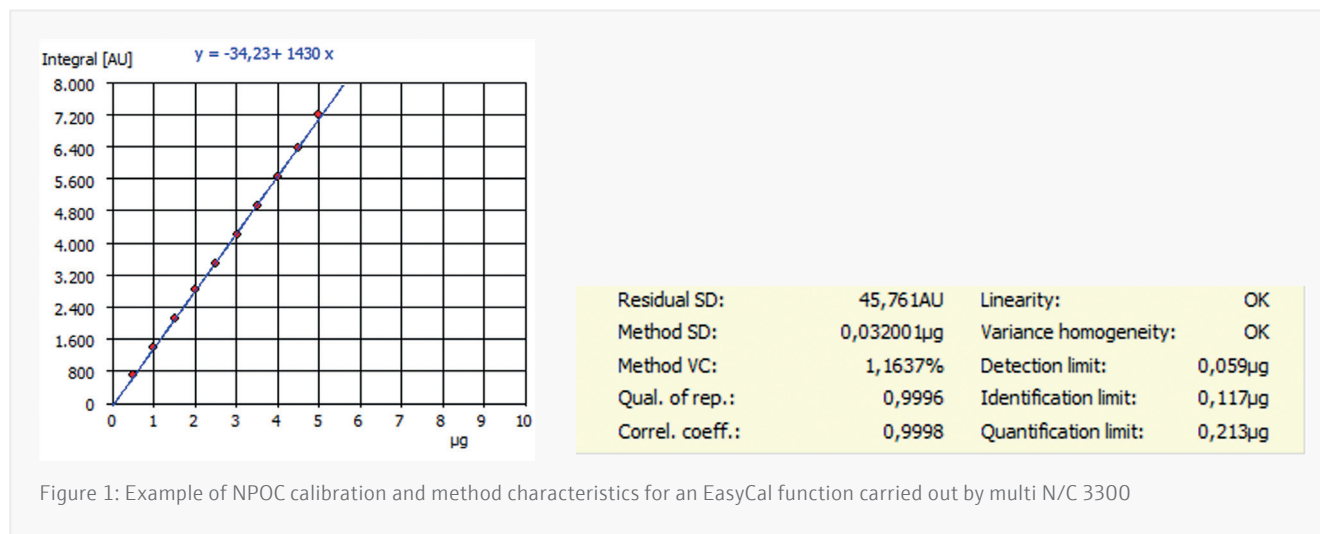 Integral [AU]
y = -34,23+ 1430 x
8.000
7.200
6.400
5.600
4.800
4.000
3.200
2.400
1.600
800
0
0 1 2 3 4 5 6 7 8 9 10
µg
Residual SD: 45,761AU Linearity: OK
Method SD: 0,032001µg Variance homogeneity: OK
Method VC: 1,1637% Detection limit: 0,059µg
Qual. of rep.: 0,9996 Identification limit: 0,117µg
Correl. coeff.: 0,9998 Quantification limit: 0,213µg
Figure 1: Example of NPOC calibration and method characteristics for an EasyCal function carried out by multi N/C 3300